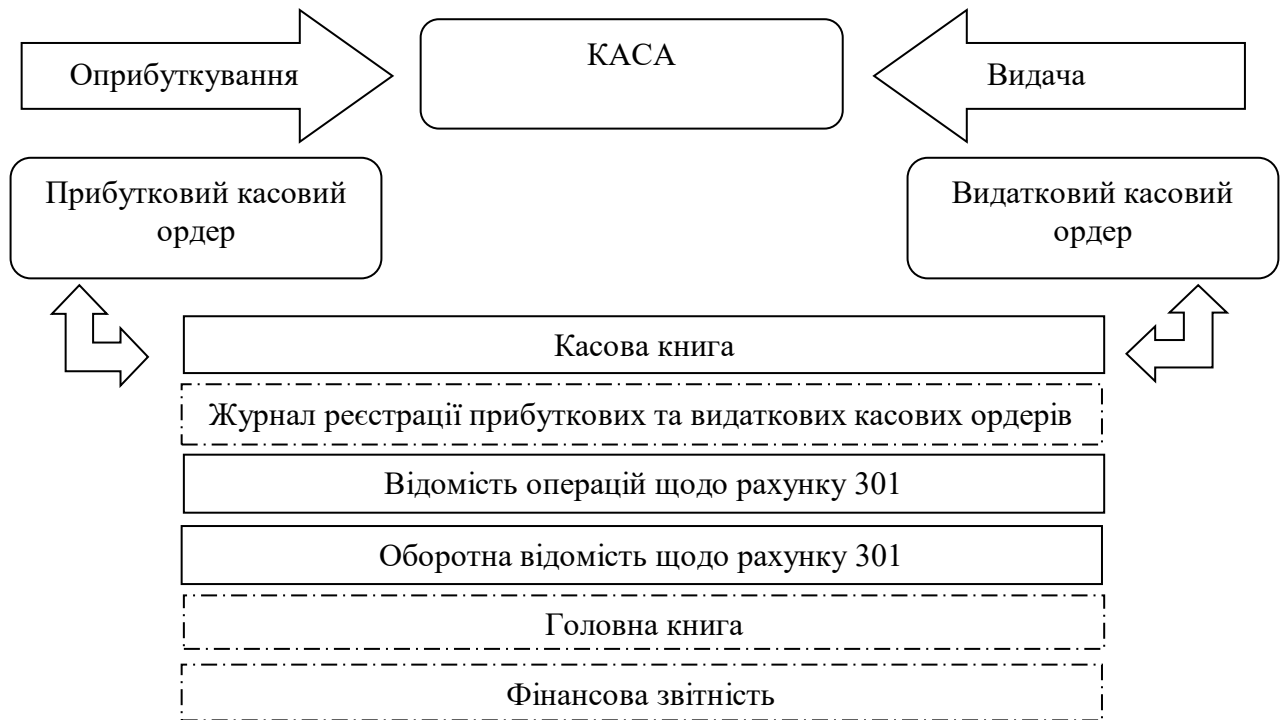 Оприбуткування
КАСА
Видача
Прибутковий касовий
ордер
Видатковий касовий
ордер
Касова книга
Журнал реєстрації прибуткових та видаткових касових ордерів
Відомість операцій щодо рахунку 301
Оборотна відомість щодо рахунку 301
Головна книга
Фінансова звітність